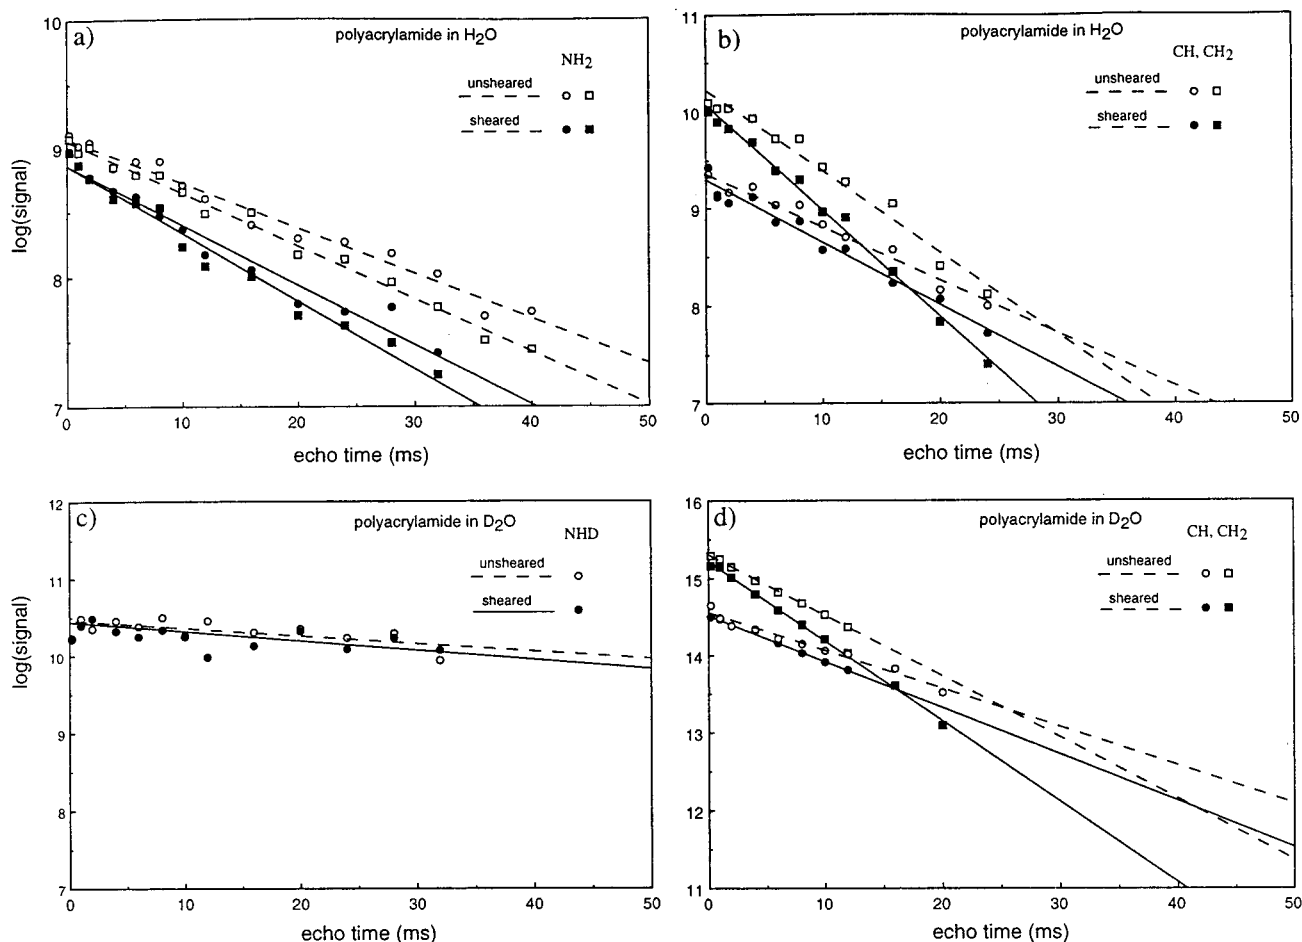 a)
polyacrylamide in H2O
NH2
unsheared
sheared
10
9
8
7
log(signal)
0 10 20 30 40 50
echo time (ms)
b)
polyacrylamide in H2O
CH, CH2
unsheared
sheared
11
10
9
8
7
0 10 20 30 40 50
echo time (ms)
c)
polyacrylamide in D2O
NHD
unsheared
sheared
12
11
10
9
8
7
log(signal)
0 10 20 30 40 50
echo time (ms)
d)
polyacrylamide in D2O
CH, CH2
unsheared
sheared
16
15
14
13
12
11
0 10 20 30 40 50
echo time (ms)